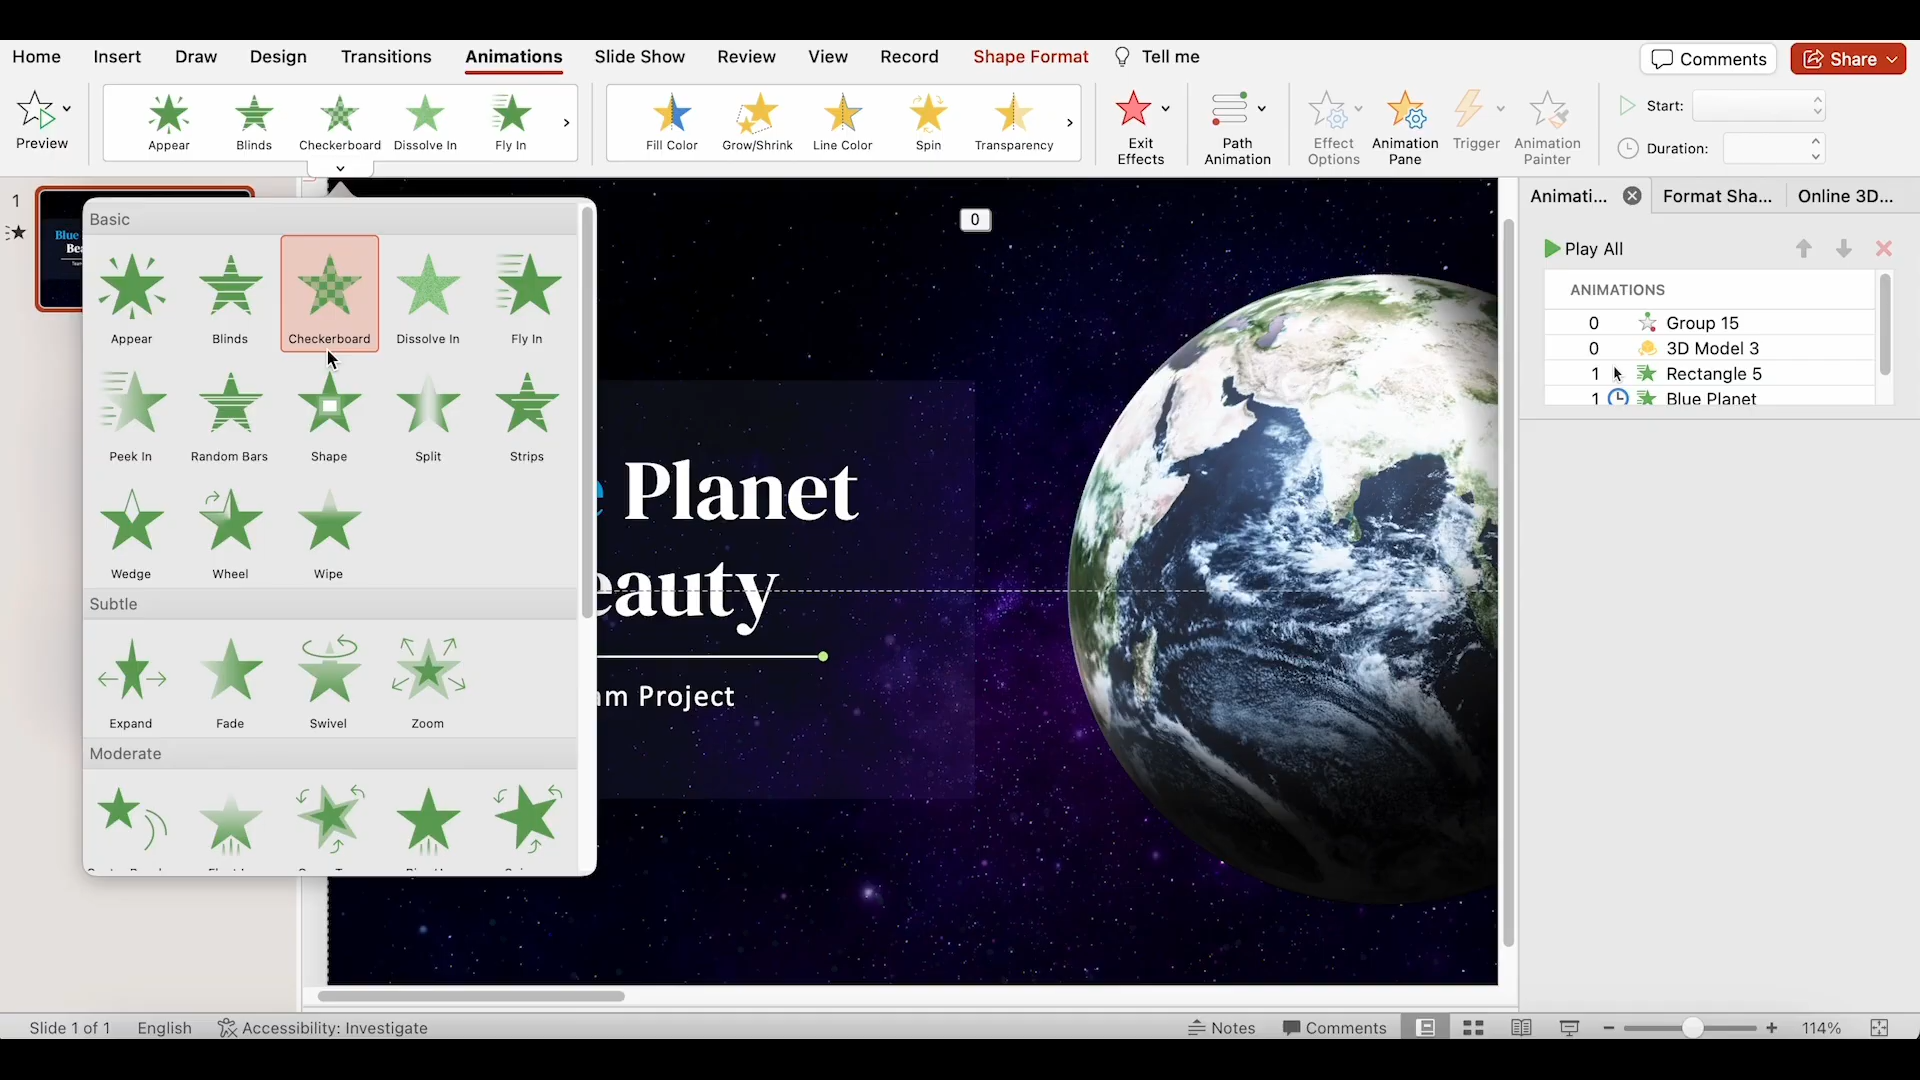 Home Insert Draw Design Transitions Animations Slide Show Review View Record Shape Format Tell me Comments Share
Preview
Appear Blinds Checkerboard Dissolve In Fly In
Fill Color Grow/Shrink Line Color Spin Transparency
Exit Effects
Path Animation
Effect Options
Animation Pane
Trigger
Animation Painter
Start:
Duration:
1
Blue
Basic
Appear Blinds Checkerboard Dissolve In Fly In
Peek In Random Bars Shape Split Strips
Wedge Wheel Wipe
Subtle
Expand Fade Swivel Zoom
Moderate
0
Planet
eauty
am Project
Animati... Format Sha... Online 3D...
Play All
ANIMATIONS
0 Group 15
0 3D Model 3
1 Rectangle 5
1 Blue Planet
Slide 1 of 1 English Accessibility: Investigate Notes Comments 114%